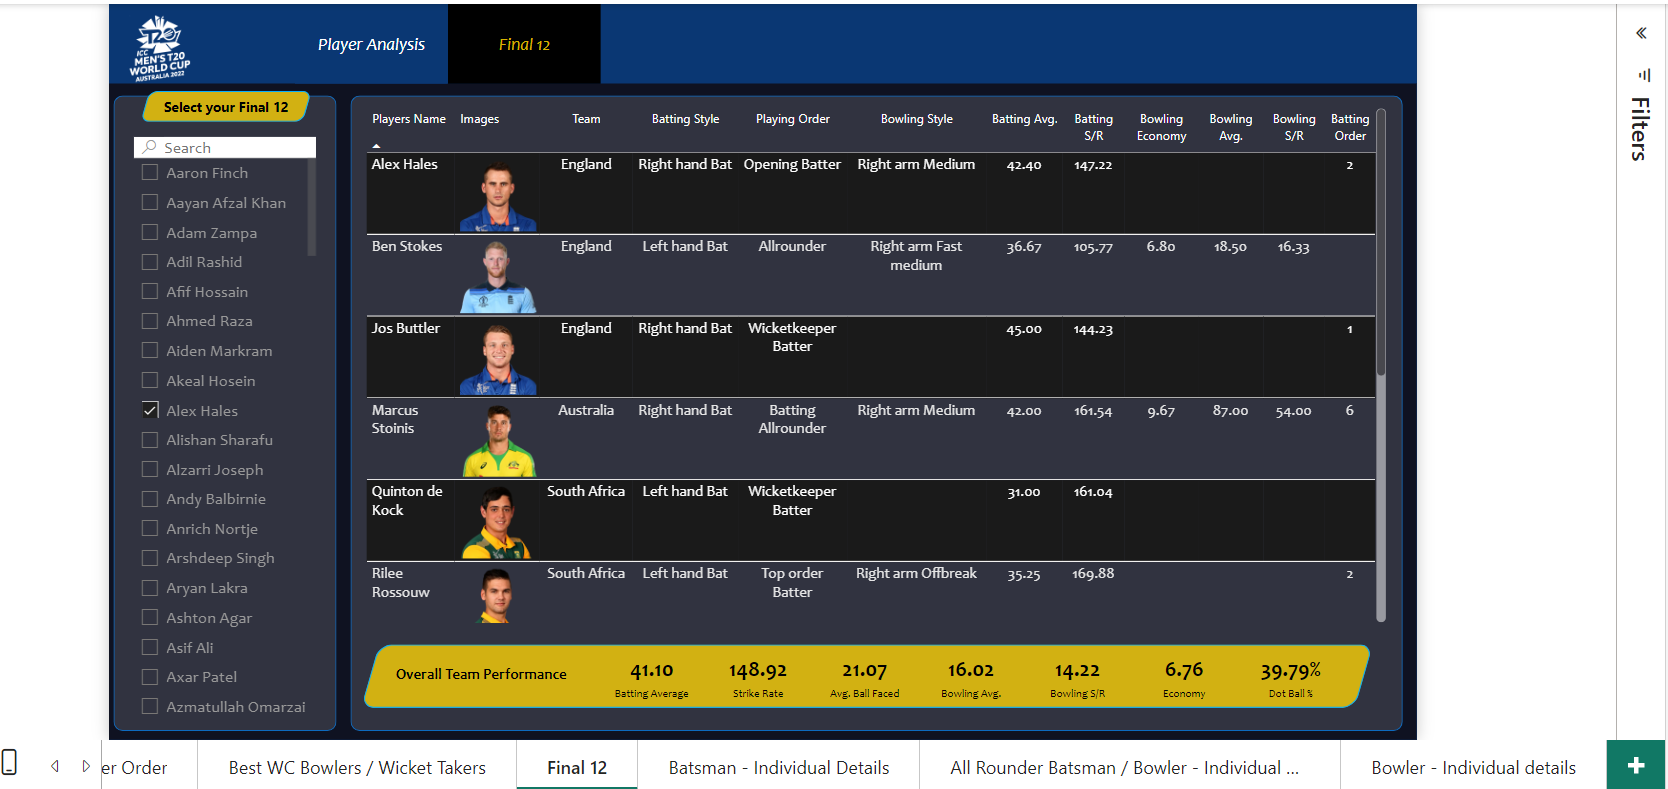 ICC
MEN'S T20
WORLD CUP
AUSTRALIA 2022
Player Analysis
Final 12
Select your Final 12
Search
Aaron Finch
Aayan Afzal Khan
Adam Zampa
Adil Rashid
Afif Hossain
Ahmed Raza
Aiden Markram
Akeal Hosein
Alex Hales
Alishan Sharafu
Alzarri Joseph
Andy Balbirnie
Anrich Nortje
Arshdeep Singh
Aryan Lakra
Ashton Agar
Asif Ali
Axar Patel
Azmatullah Omarzai
Players Name Images Team Batting Style Playing Order Bowling Style Batting Avg. Batting S/R Bowling Economy Bowling Avg. Bowling S/R Batting Order
Alex Hales England Right hand Bat Opening Batter Right arm Medium 42.40 147.22 2
Ben Stokes England Left hand Bat Allrounder Right arm Fast medium 36.67 105.77 6.80 18.50 16.33
Jos Buttler England Right hand Bat Wicketkeeper Batter 45.00 144.23 1
Marcus Stoinis Australia Right hand Bat Batting Allrounder Right arm Medium 42.00 161.54 9.67 87.00 54.00 6
Quinton de Kock South Africa Left hand Bat Wicketkeeper Batter 31.00 161.04
Rilee Rossouw South Africa Left hand Bat Top order Batter Right arm Offbreak 35.25 169.88 2
Overall Team Performance
41.10 148.92 21.07 16.02 14.22 6.76 39.79%
Batting Average Strike Rate Avg. Ball Faced Bowling Avg. Bowling S/R Economy Dot Ball %
Filters
er Order
Best WC Bowlers / Wicket Takers
Final 12
Batsman - Individual Details
All Rounder Batsman / Bowler - Individual ...
Bowler - Individual details